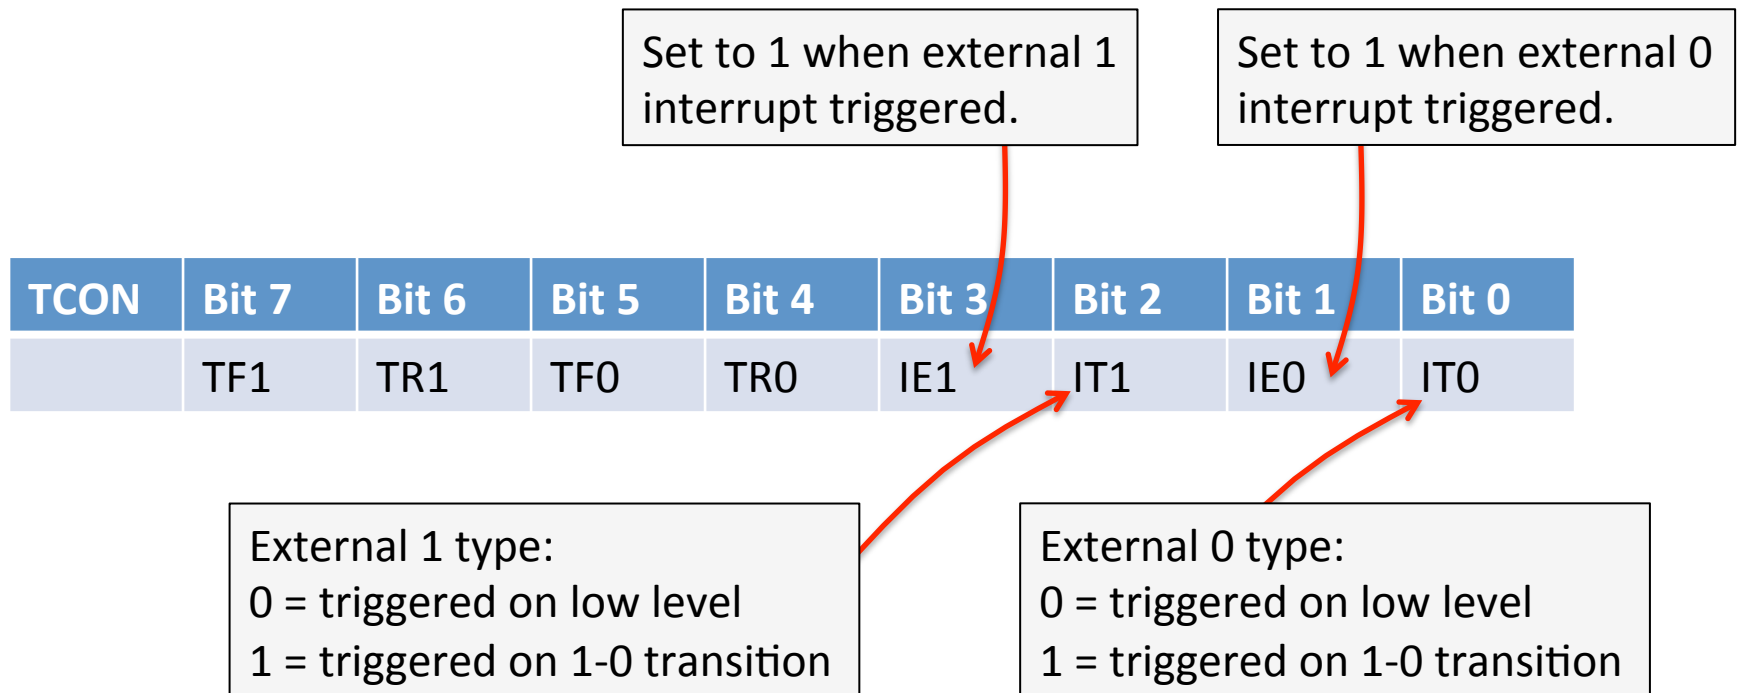 Set to 1 when external 1
interrupt triggered.
Set to 1 when external 0
interrupt triggered.
TCON Bit 7 Bit 6 Bit 5 Bit 4 Bit 3 Bit 2 Bit 1 Bit 0
TF1 TR1 TF0 TR0 IE1 IT1 IE0 IT0
External 1 type:
0 = triggered on low level
1 = triggered on 1-0 transition
External 0 type:
0 = triggered on low level
1 = triggered on 1-0 transition